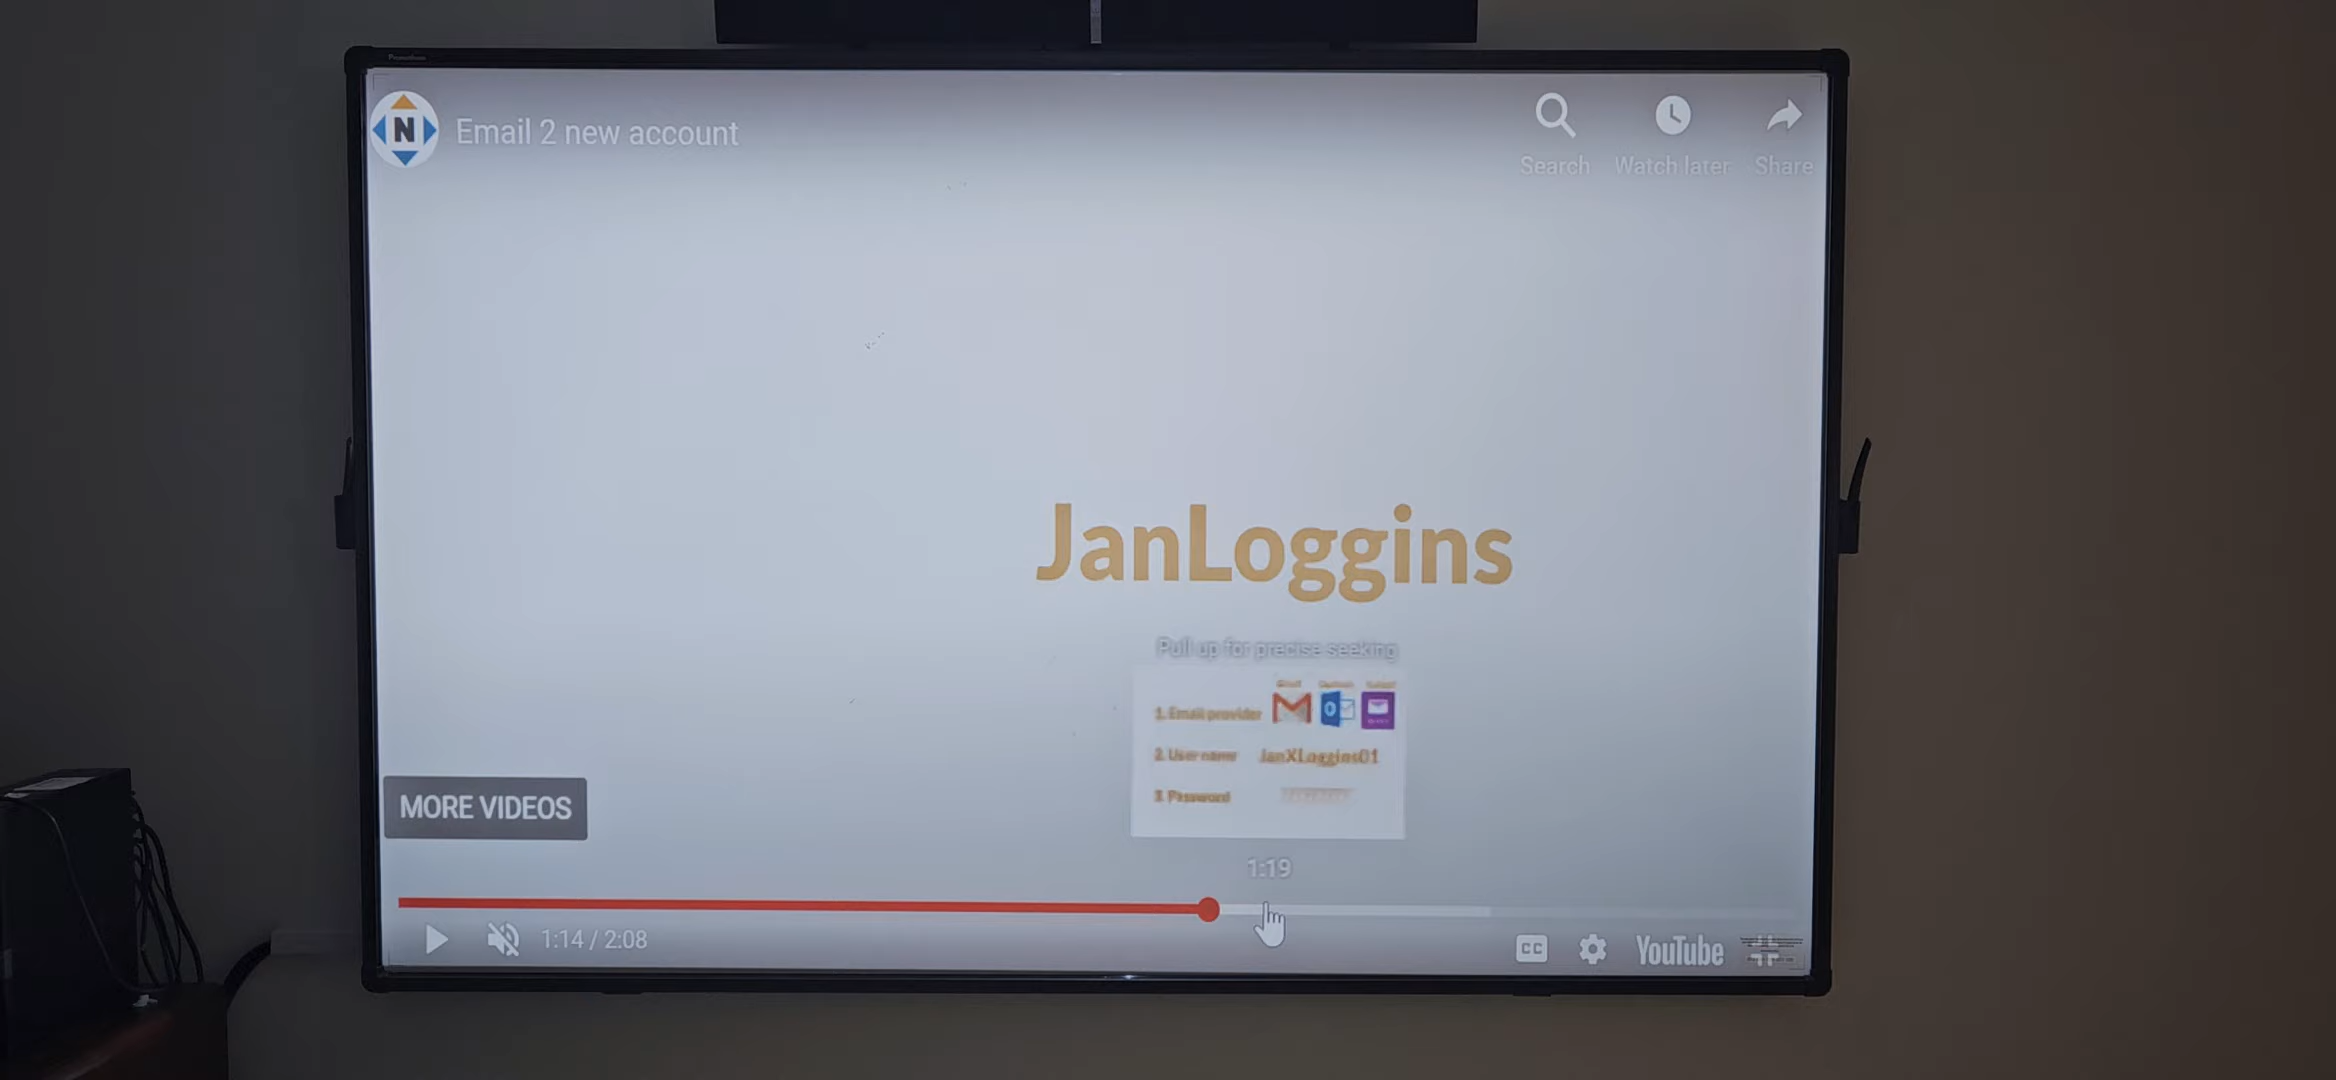 N
Email 2 new account
Search
Watch later
Share
JanLoggins
Pull up for precise seeking
1. Email provider
2. User name JanXLoggins01
3. Password
MORE VIDEOS
1:19
1:14 / 2:08
CC
YouTube